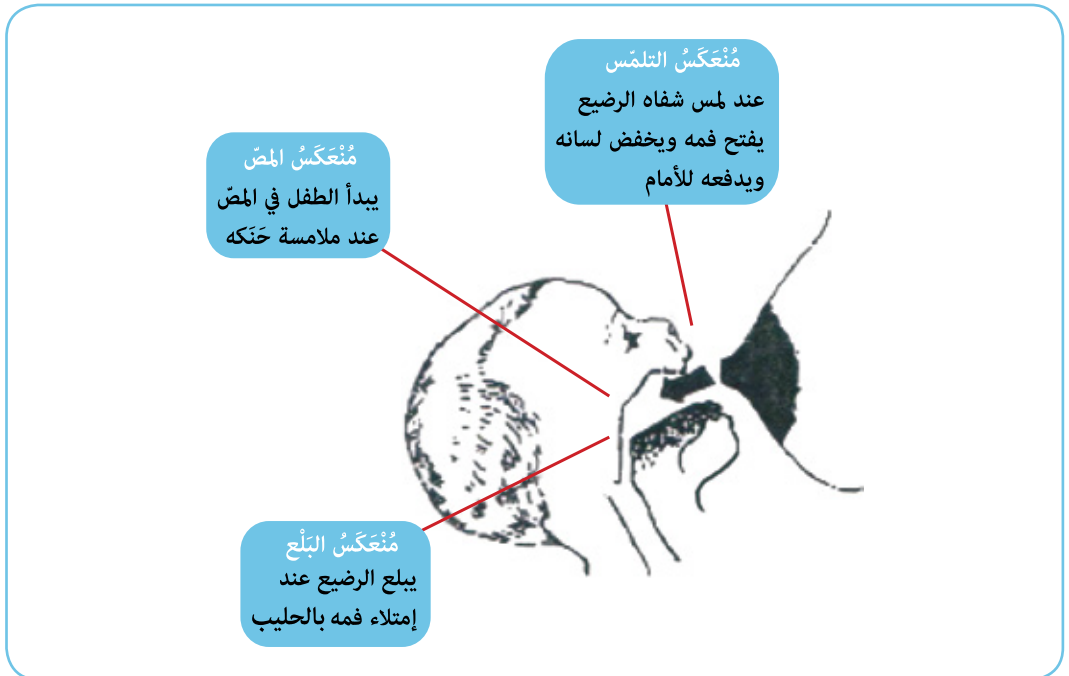 مُنْعَكَسُ التلمّس
عند لمس شفاه الرضيع
يفتح فمه ويخفض لسانه
ويدفعه للأمام
مُنْعَكَسُ المصّ
يبدأ الطفل في المصّ
عند ملامسة حَنَكه
مُنْعَكَسُ البَلْع
يبلع الرضيع عند
إمتلاء فمه بالحليب